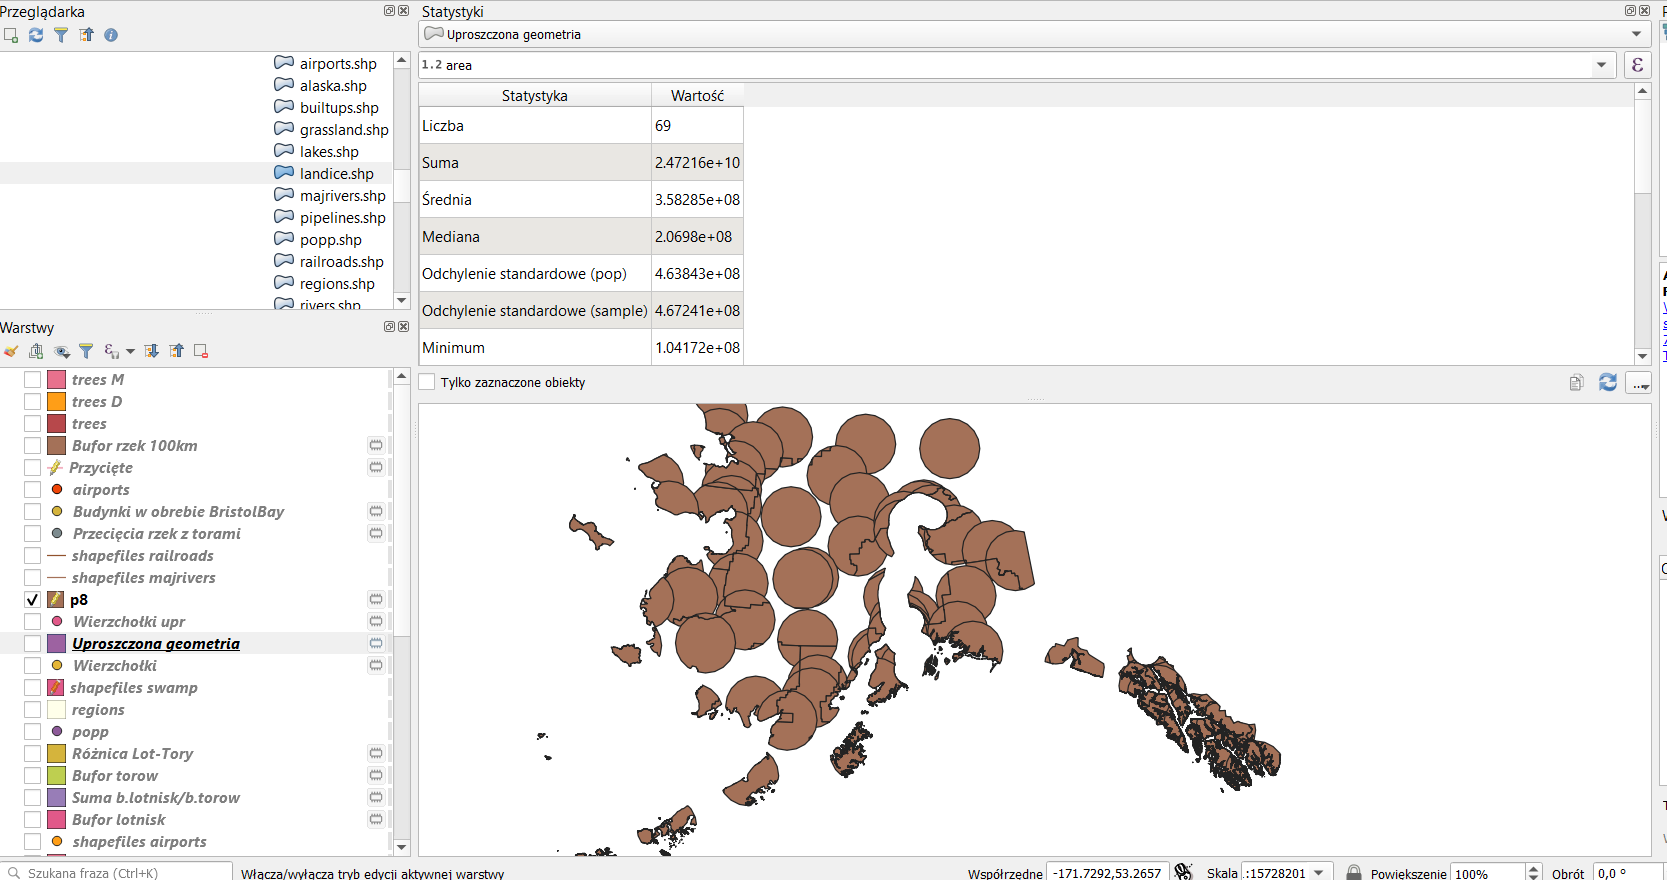 Przeglądarka
airports.shp
alaska.shp
builtups.shp
grassland.shp
lakes.shp
landice.shp
majrivers.shp
pipelines.shp
popp.shp
railroads.shp
regions.shp
rivers.shp
Warstwy
trees M
trees D
trees
Bufor rzek 100km
Przycięte
airports
Budynki w obrebie BristolBay
Przecięcia rzek z torami
shapefiles railroads
shapefiles majrivers
p8
Wierzchołki upr
Uproszczona geometria
Wierzchołki
shapefiles swamp
regions
popp
Różnica Lot-Tory
Bufor torow
Suma b.lotnisk/b.torow
Bufor lotnisk
shapefiles airports
Statystyki
Uproszczona geometria
1.2 area
ε
Statystyka Wartość
Liczba 69
Suma 2.47216e+10
Średnia 3.58285e+08
Mediana 2.0698e+08
Odchylenie standardowe (pop) 4.63843e+08
Odchylenie standardowe (sample) 4.67241e+08
Minimum 1.04172e+08
Tylko zaznaczone obiekty
...
Szukana fraza (Ctrl+K) Włącza/wyłącza tryb edycji aktywnej warstwy Współrzędne -171.7292,53.2657 Skala .:15728201 Powiększenie 100% Obrót 0,0 °